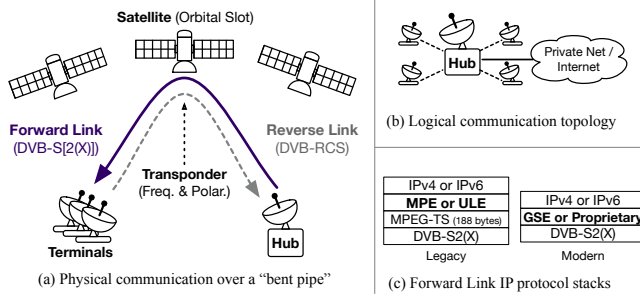 Satellite (Orbital Slot)
Forward Link
(DVB-S[2(X)])
Reverse Link
(DVB-RCS)
Transponder
(Freq. & Polar.)
Terminals
Hub
(a) Physical communication over a “bent pipe”
Hub
Private Net /
Internet
(b) Logical communication topology
IPv4 or IPv6
MPE or ULE
MPEG-TS (188 bytes)
DVB-S2(X)
Legacy
IPv4 or IPv6
GSE or Proprietary
DVB-S2(X)
Modern
(c) Forward Link IP protocol stacks